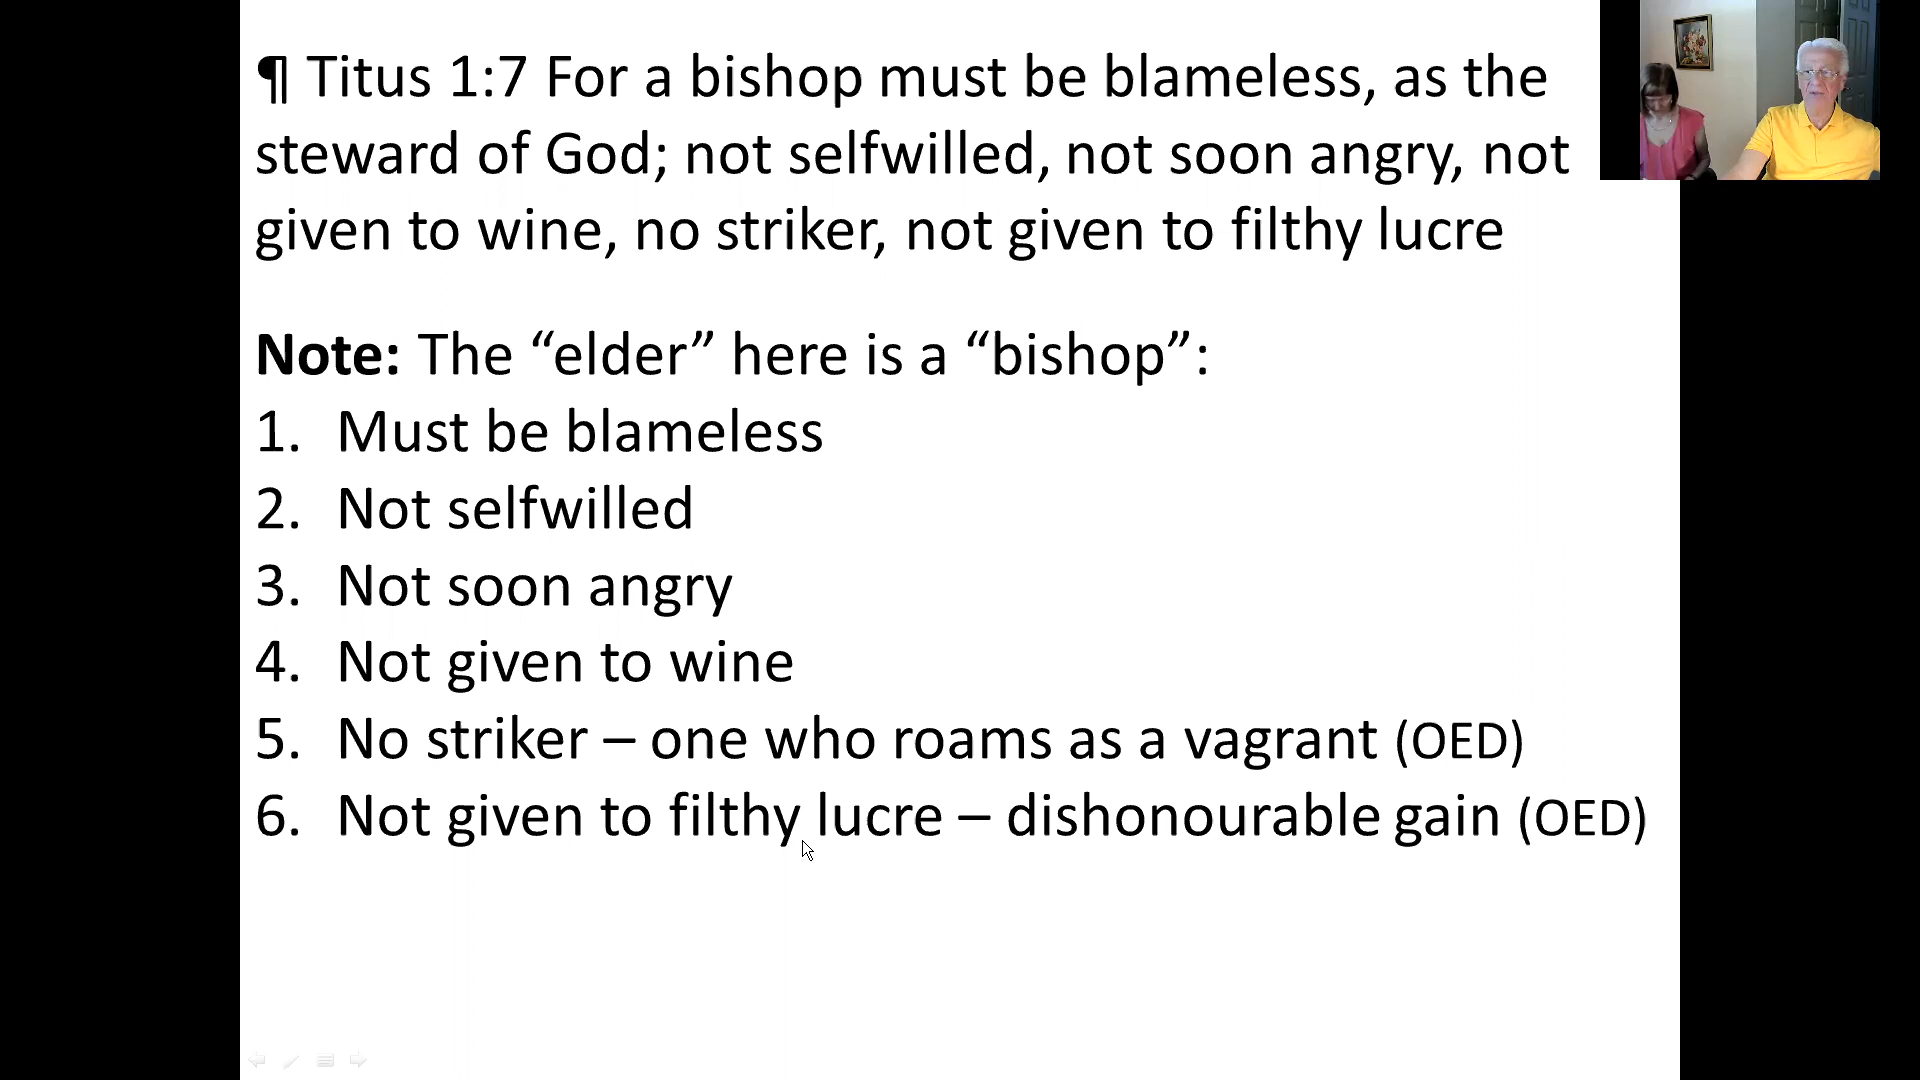 ¶ Titus 1:7 For a bishop must be blameless, as the
steward of God; not selfwilled, not soon angry, not
given to wine, no striker, not given to filthy lucre
Note: The “elder” here is a “bishop”:
1. Must be blameless
2. Not selfwilled
3. Not soon angry
4. Not given to wine
5. No striker – one who roams as a vagrant (OED)
6. Not given to filthy lucre – dishonourable gain (OED)